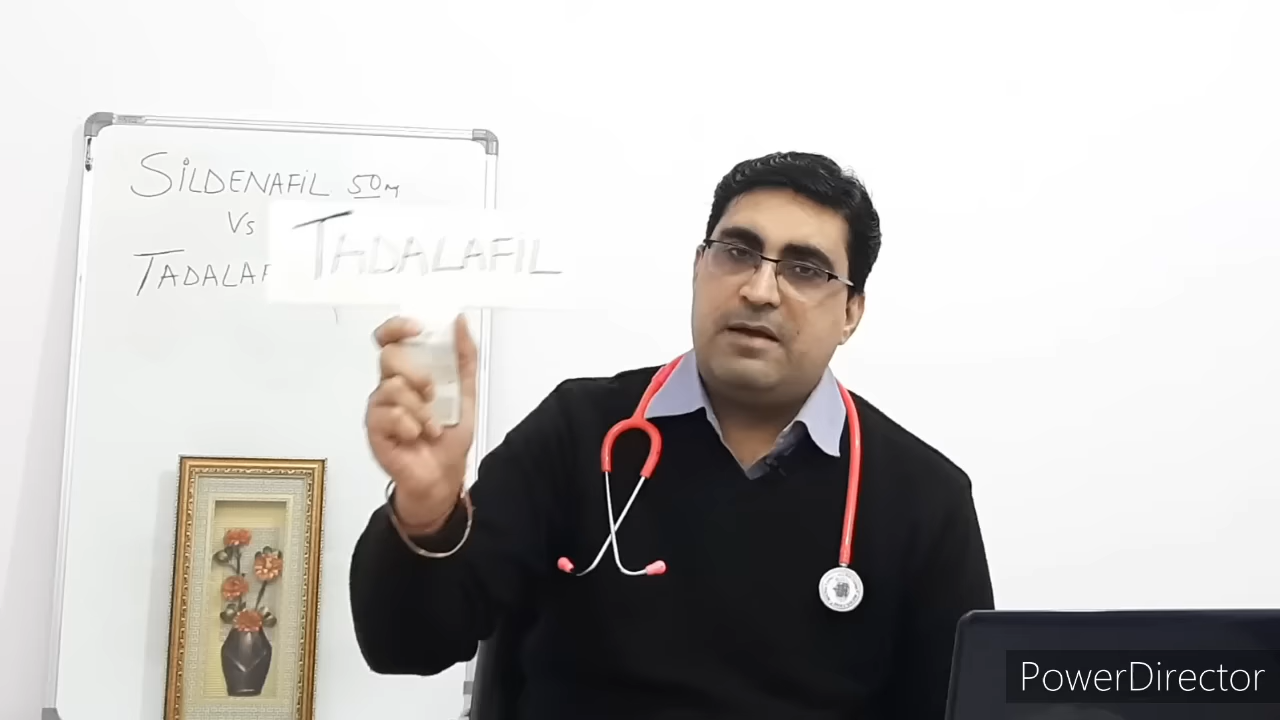 SILDENAFIL 50M
Vs
TADALAF
TADALAFIL
PowerDirector